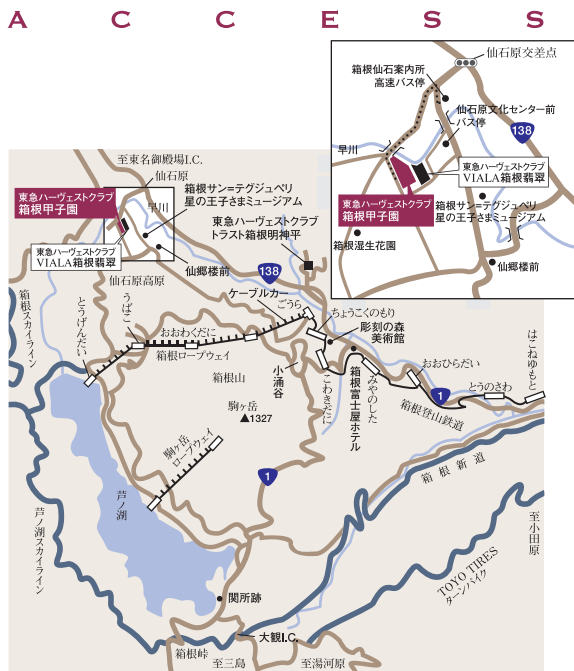 ACCESS
仙石原交差点
箱根仙石案内所
高速バス停
仙石原文化センター前
バス停
138
早川
東急ハーヴェストクラブ
VIALA箱根翡翠
東急ハーヴェストクラブ
箱根甲子園
箱根サン=テグジュペリ
星の王子さまミュージアム
箱根湿生花園
仙郷楼前
至東名御殿場I.C.
仙石原
東急ハーヴェストクラブ
箱根甲子園
早川
箱根サン=テグジュペリ
星の王子さまミュージアム
東急ハーヴェストクラブ
VIALA箱根翡翠
仙郷楼前
東急ハーヴェストクラブ
トラスト箱根明神平
仙石原高原
138
ケーブルカー
ごうら
ちょうこくのもり
彫刻の森
美術館
箱根スカイライン
とうげんだい
うばこ
おおわくだに
箱根ロープウェイ
箱根山
小涌谷
こわきだに
箱根富士屋ホテル
みやのした
おおひらだい
1
とうのさわ
はこねゆもと
箱根登山鉄道
駒ヶ岳
▲1327
駒ヶ岳
ロープウェイ
1
箱根新道
芦ノ湖
芦ノ湖スカイライン
至小田原
TOYO TIRES
ターンパイク
関所跡
大観I.C.
箱根峠
至三島
至湯河原